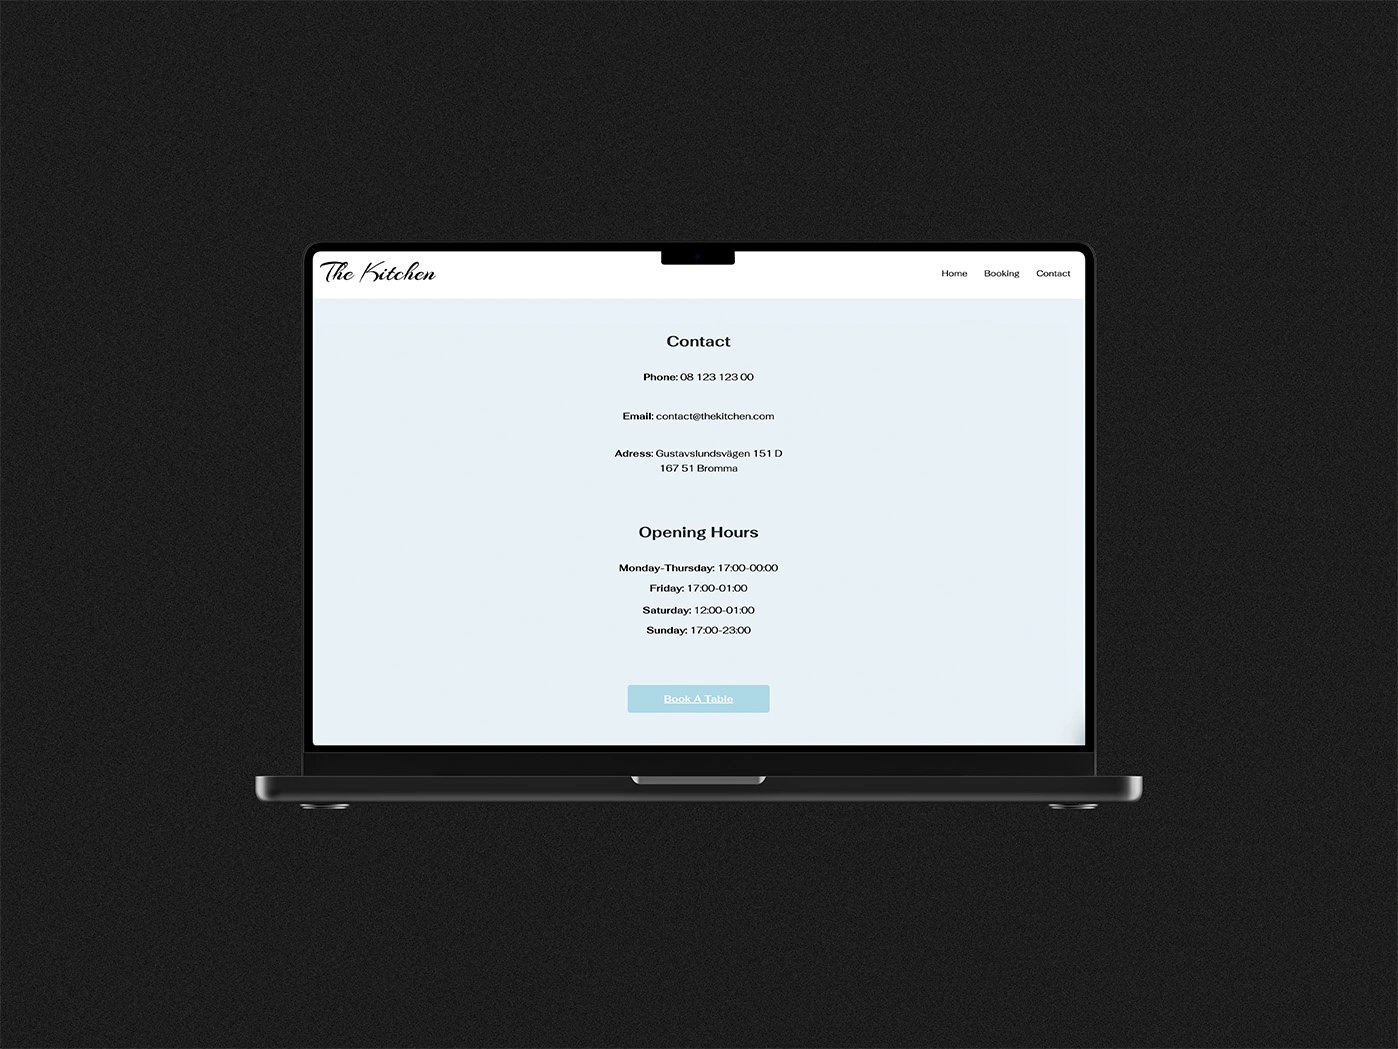 The Kitchen
Home Booking Contact
Contact
Phone: 08 123 123 00
Email: contact@thekitchen.com
Adress: Gustavslundsvägen 151 D
167 51 Bromma
Opening Hours
Monday-Thursday: 17:00-00:00
Friday: 17:00-01:00
Saturday: 12:00-01:00
Sunday: 17:00-23:00
Book A Table